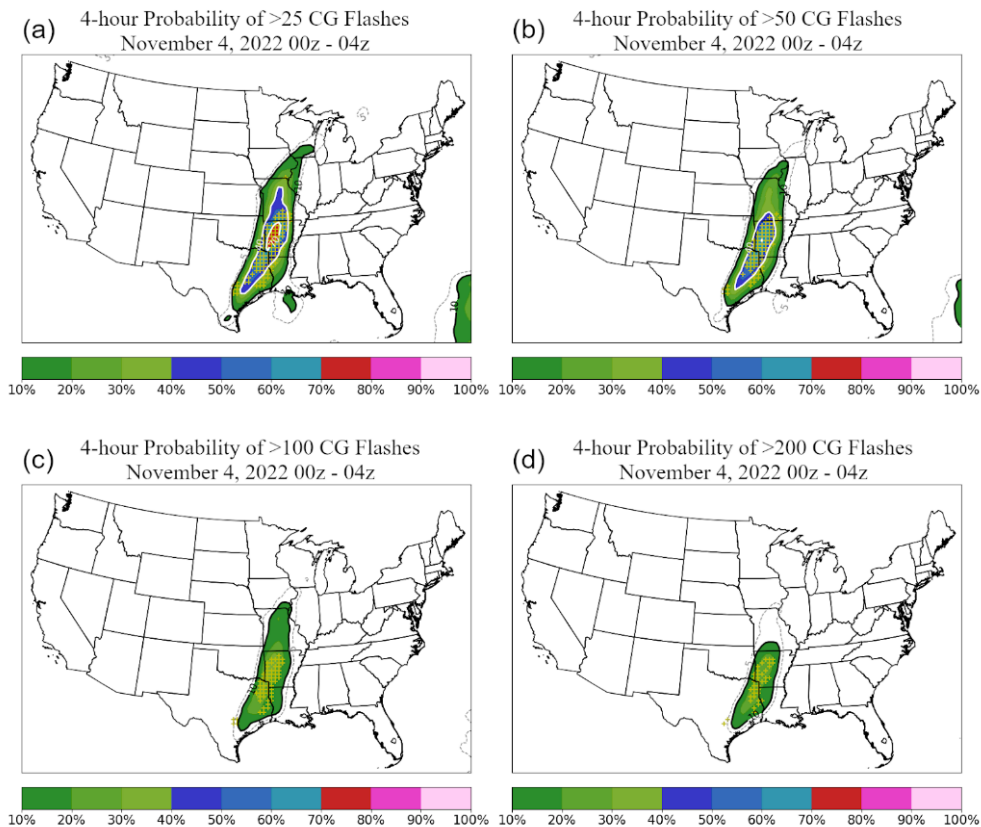 (a)
4-hour Probability of >25 CG Flashes
November 4, 2022 00z - 04z
10
10% 20% 30% 40% 50% 60% 70% 80% 90% 100%
(b)
4-hour Probability of >50 CG Flashes
November 4, 2022 00z - 04z
10% 20% 30% 40% 50% 60% 70% 80% 90% 100%
(c)
4-hour Probability of >100 CG Flashes
November 4, 2022 00z - 04z
10% 20% 30% 40% 50% 60% 70% 80% 90% 100%
(d)
4-hour Probability of >200 CG Flashes
November 4, 2022 00z - 04z
10% 20% 30% 40% 50% 60% 70% 80% 90% 100%